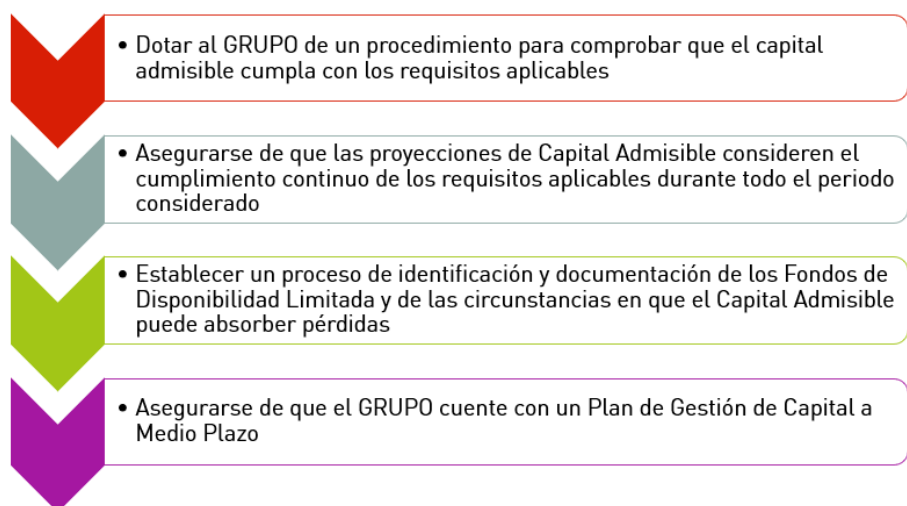 • Dotar al GRUPO de un procedimiento para comprobar que el capital
admisible cumpla con los requisitos aplicables
• Asegurarse de que las proyecciones de Capital Admisible consideren el
cumplimiento continuo de los requisitos aplicables durante todo el periodo
considerado
• Establecer un proceso de identificación y documentación de los Fondos de
Disponibilidad Limitada y de las circunstancias en que el Capital Admisible
puede absorber pérdidas
• Asegurarse de que el GRUPO cuente con un Plan de Gestión de Capital a
Medio Plazo